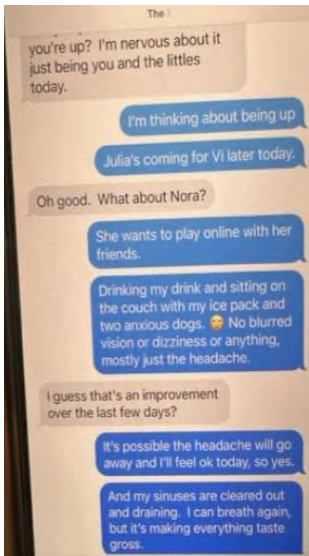 The
you're up? I'm nervous about it
just being you and the littles
today.
I'm thinking about being up
Julia's coming for Vi later today.
Oh good. What about Nora?
She wants to play online with her
friends.
Drinking my drink and sitting on
the couch with my ice pack and
two anxious dogs. 🙄 No blurred
vision or dizziness or anything,
mostly just the headache.
I guess that's an improvement
over the last few days?
It's possible the headache will go
away and I'll feel ok today, so yes.
And my sinuses are cleared out
and draining. I can breath again,
but it's making everything taste
gross.